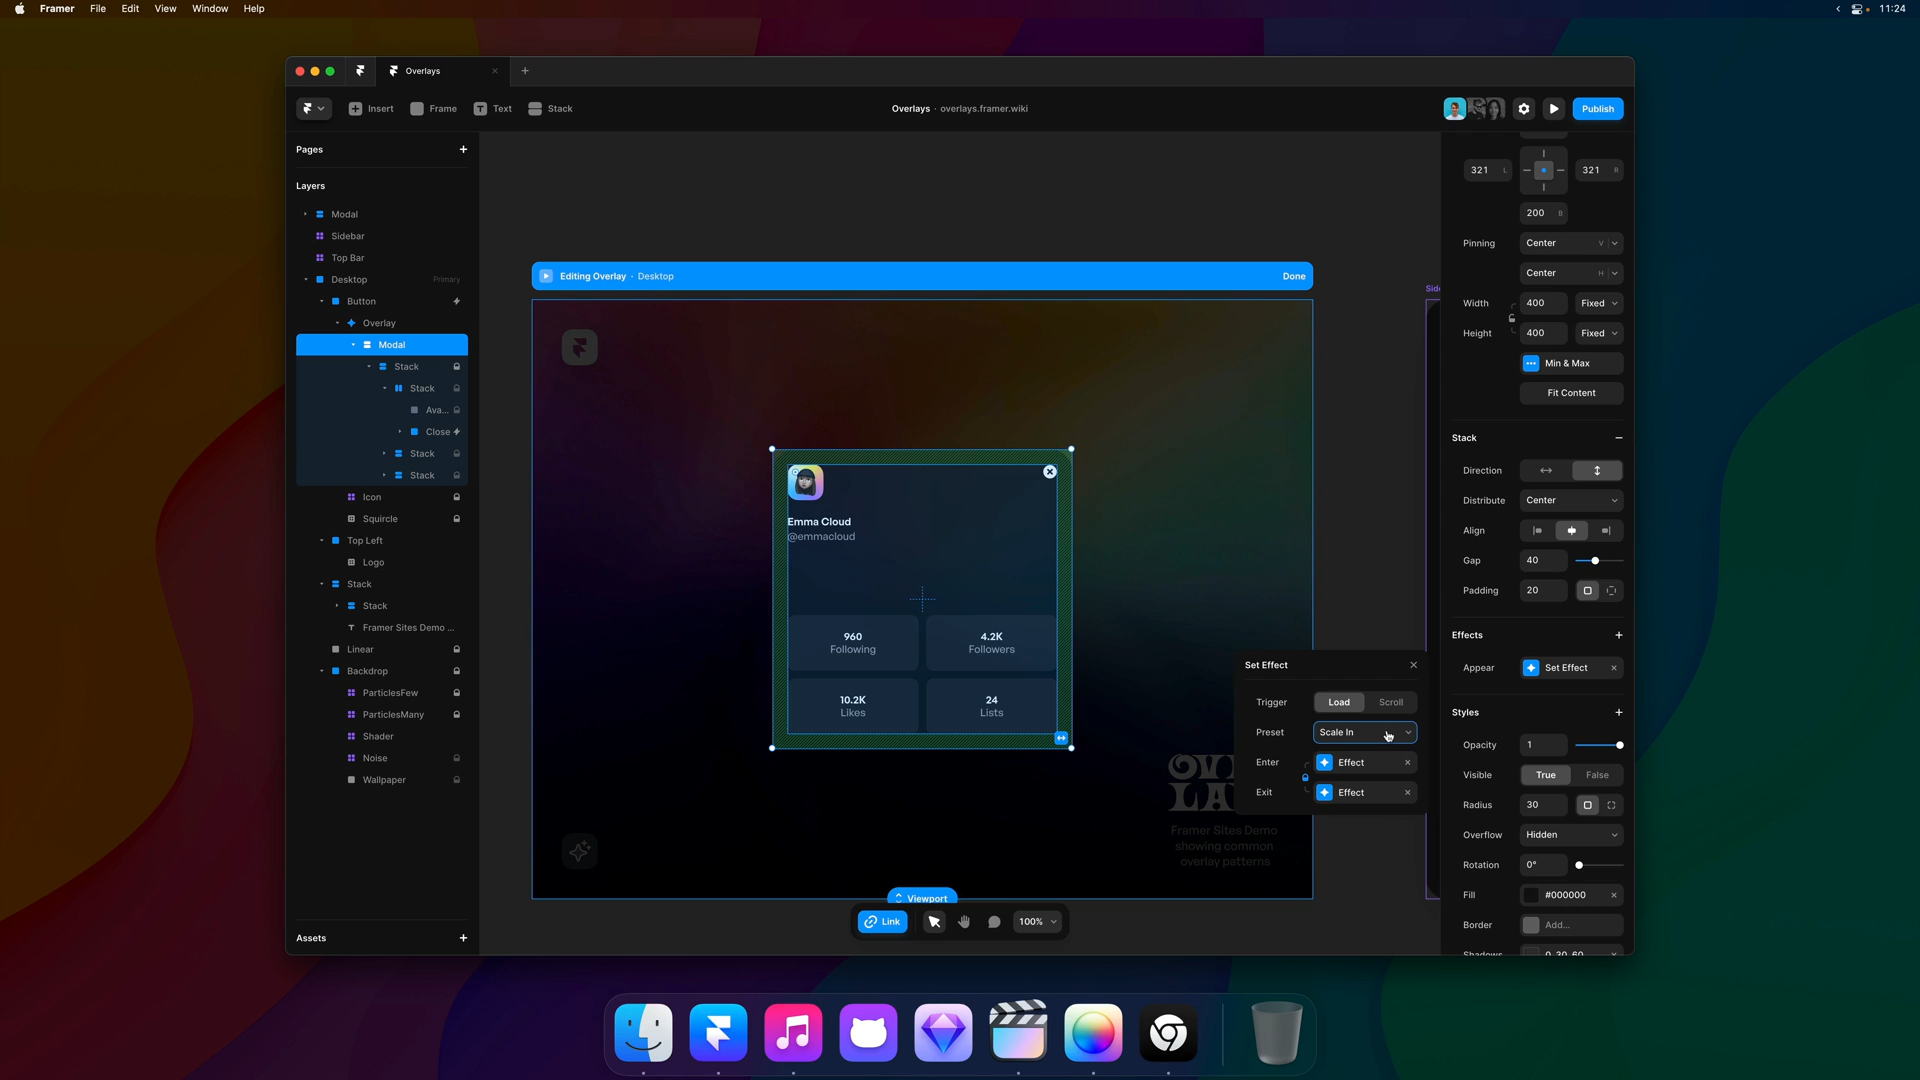 Framer File Edit View Window Help
11:24
Overlays
Insert Frame Text Stack
Overlays · overlays.framer.wiki
Publish
Pages
Layers
Modal
Sidebar
Top Bar
Desktop Primary
Button
Overlay
Modal
Stack
Stack
Ava...
Close
Stack
Stack
Icon
Squircle
Top Left
Logo
Stack
Stack
Framer Sites Demo ...
Linear
Backdrop
ParticlesFew
ParticlesMany
Shader
Noise
Wallpaper
Assets
Editing Overlay · Desktop
Done
Emma Cloud
@emmacloud
960
Following
4.2K
Followers
10.2K
Likes
24
Lists
Framer Sites Demo
showing common
overlay patterns
Viewport
Link
100%
Set Effect
Trigger Load Scroll
Preset Scale In
Enter Effect
Exit Effect
321 L
321 R
200 B
Pinning Center V
Center H
Width 400 Fixed
Height 400 Fixed
Min & Max
Fit Content
Stack
Direction
Distribute Center
Align
Gap 40
Padding 20
Effects
Appear Set Effect
Styles
Opacity 1
Visible True False
Radius 30
Overflow Hidden
Rotation 0°
Fill #000000
Border Add...